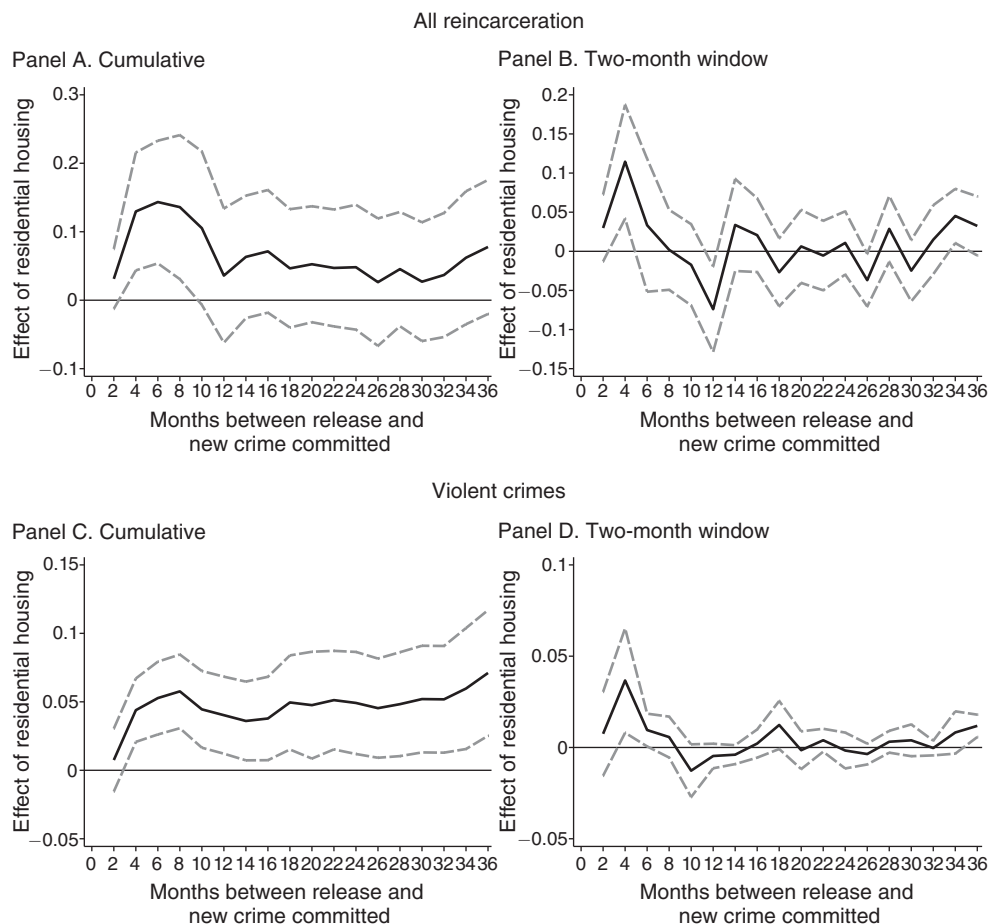 All reincarceration
Panel A. Cumulative
Effect of residential housing
0.3
0.2
0.1
0
−0.1
0 2 4 6 8 10 12 14 16 18 20 22 24 26 28 30 32 34 36
Months between release and
new crime committed
Panel B. Two-month window
Effect of residential housing
0.2
0.15
0.1
0.05
0
−0.05
−0.1
−0.15
0 2 4 6 8 10 12 14 16 18 20 22 24 26 28 30 32 34 36
Months between release and
new crime committed
Violent crimes
Panel C. Cumulative
Effect of residential housing
0.15
0.1
0.05
0
−0.05
0 2 4 6 8 10 12 14 16 18 20 22 24 26 28 30 32 34 36
Months between release and
new crime committed
Panel D. Two-month window
Effect of residential housing
0.1
0.05
0
−0.05
0 2 4 6 8 10 12 14 16 18 20 22 24 26 28 30 32 34 36
Months between release and
new crime committed